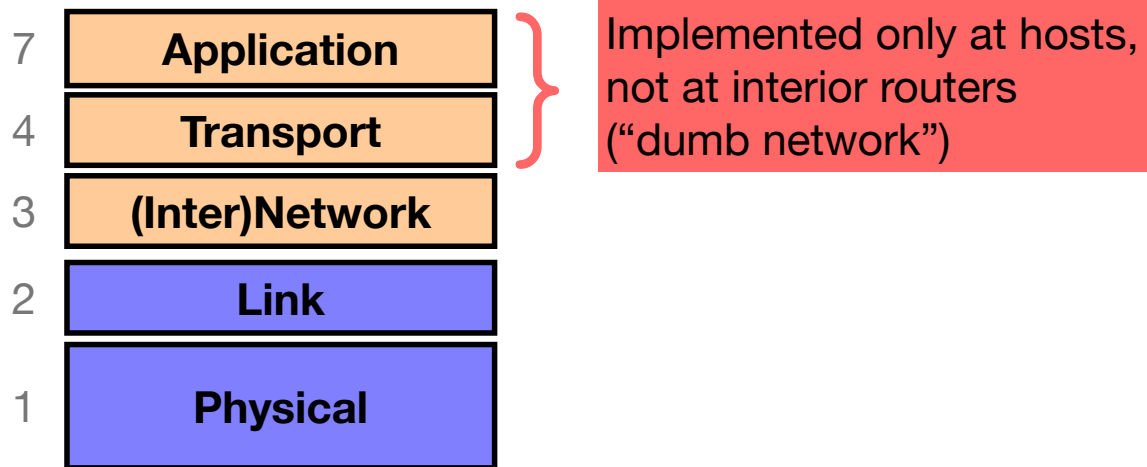 7 Application
4 Transport
3 (Inter)Network
2 Link
1 Physical
Implemented only at hosts,
not at interior routers
(“dumb network”)